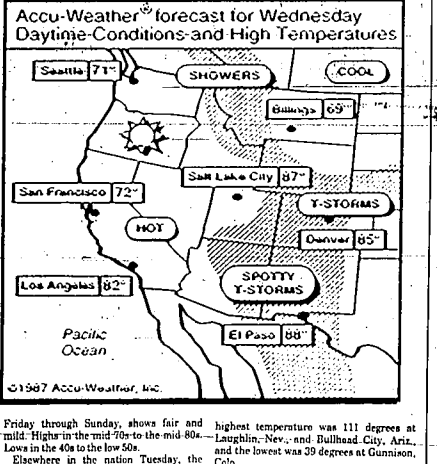 Accu-Weather® forecast for Wednesday
Daytime Conditions and High Temperatures
Seattle 71°
SHOWERS
COOL
Billings 69°
Salt Lake City 87°
San Francisco 72°
T-STORMS
HOT
Denver 85°
Los Angeles 82°
SPOTTY
T-STORMS
El Paso 88°
Pacific
Ocean
©1987 Accu-Weather, Inc.
Friday through Sunday, shows fair and
mild. Highs in the mid 70s to the mid 80s.
Lows in the 40s to the low 50s.
Elsewhere in the nation Tuesday, the
highest temperature was 111 degrees at
Laughlin, Nev., and Bullhead City, Ariz.,
and the lowest was 39 degrees at Gunnison,
Colo.